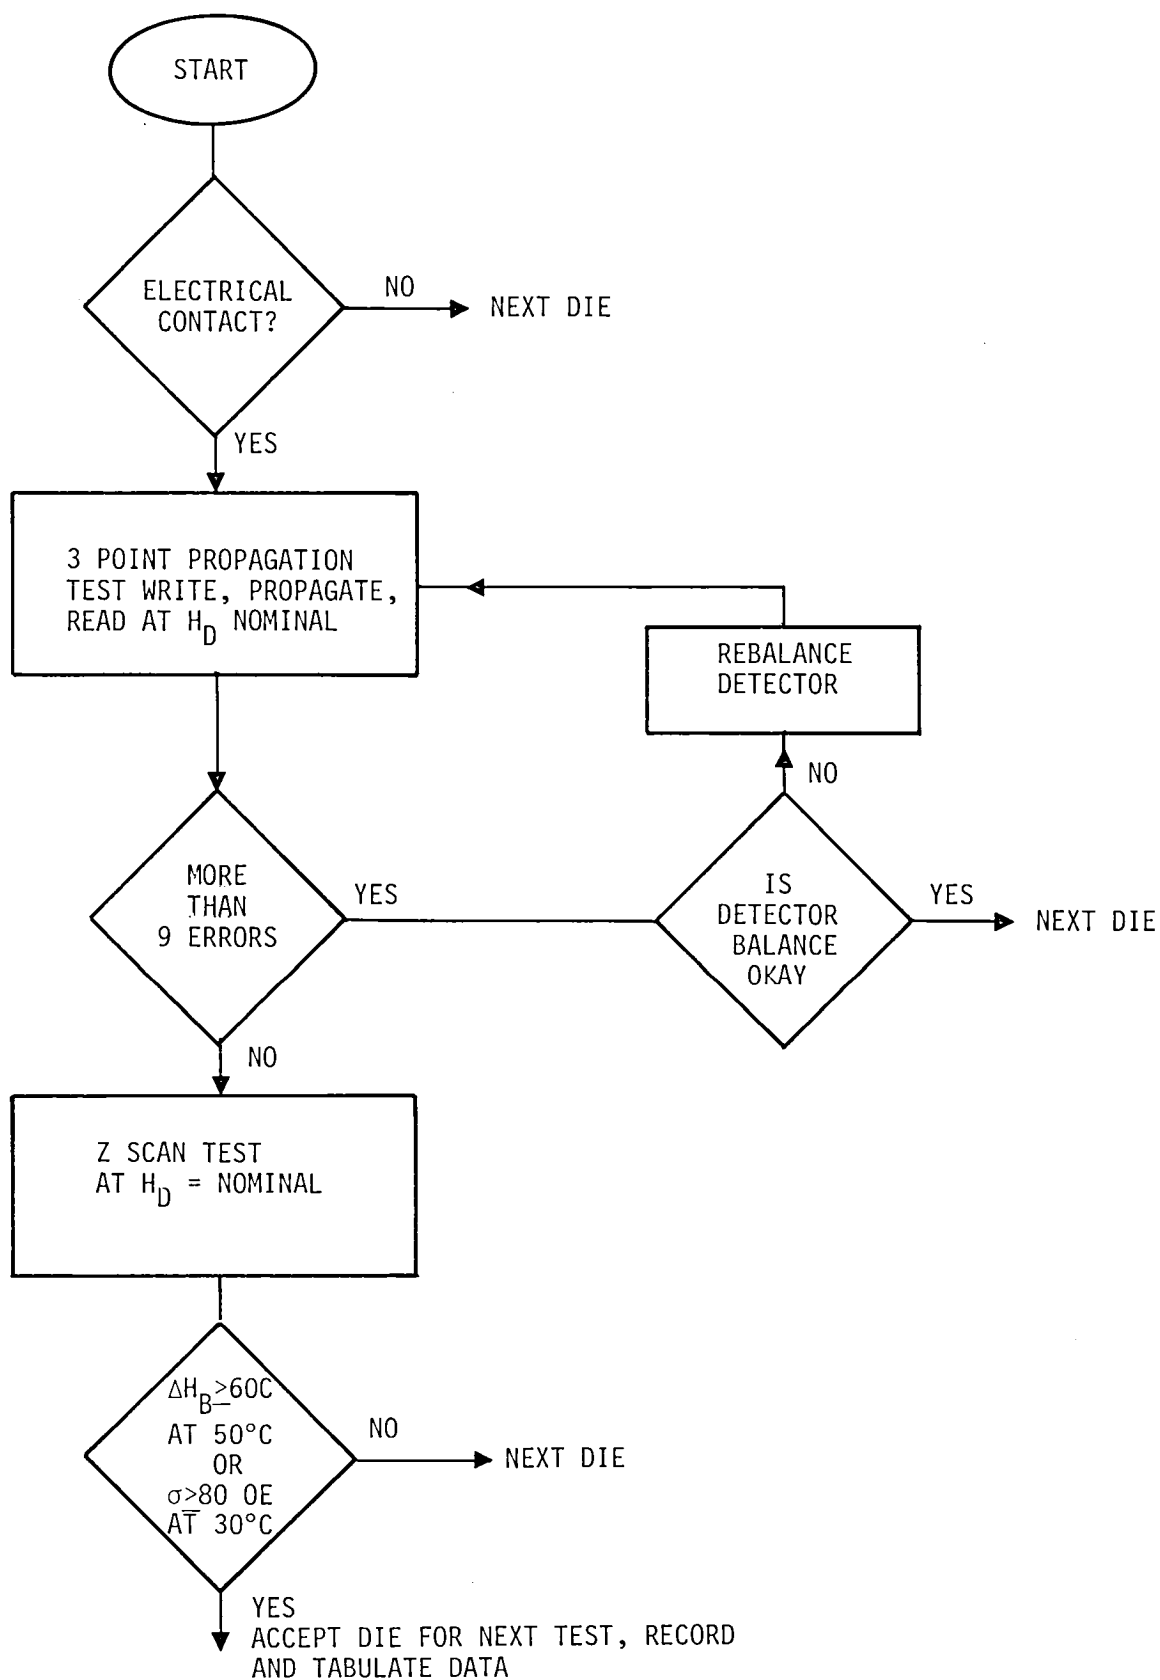 START
ELECTRICAL
CONTACT?
NO
NEXT DIE
YES
3 POINT PROPAGATION
TEST WRITE, PROPAGATE,
READ AT H_D NOMINAL
REBALANCE
DETECTOR
NO
MORE
THAN
9 ERRORS
YES
IS
DETECTOR
BALANCE
OKAY
YES
NEXT DIE
NO
Z SCAN TEST
AT H_D = NOMINAL
ΔH_B≥60C
AT 50°C
OR
σ≥80 OE
AT 30°C
NO
NEXT DIE
YES
ACCEPT DIE FOR NEXT TEST, RECORD
AND TABULATE DATA